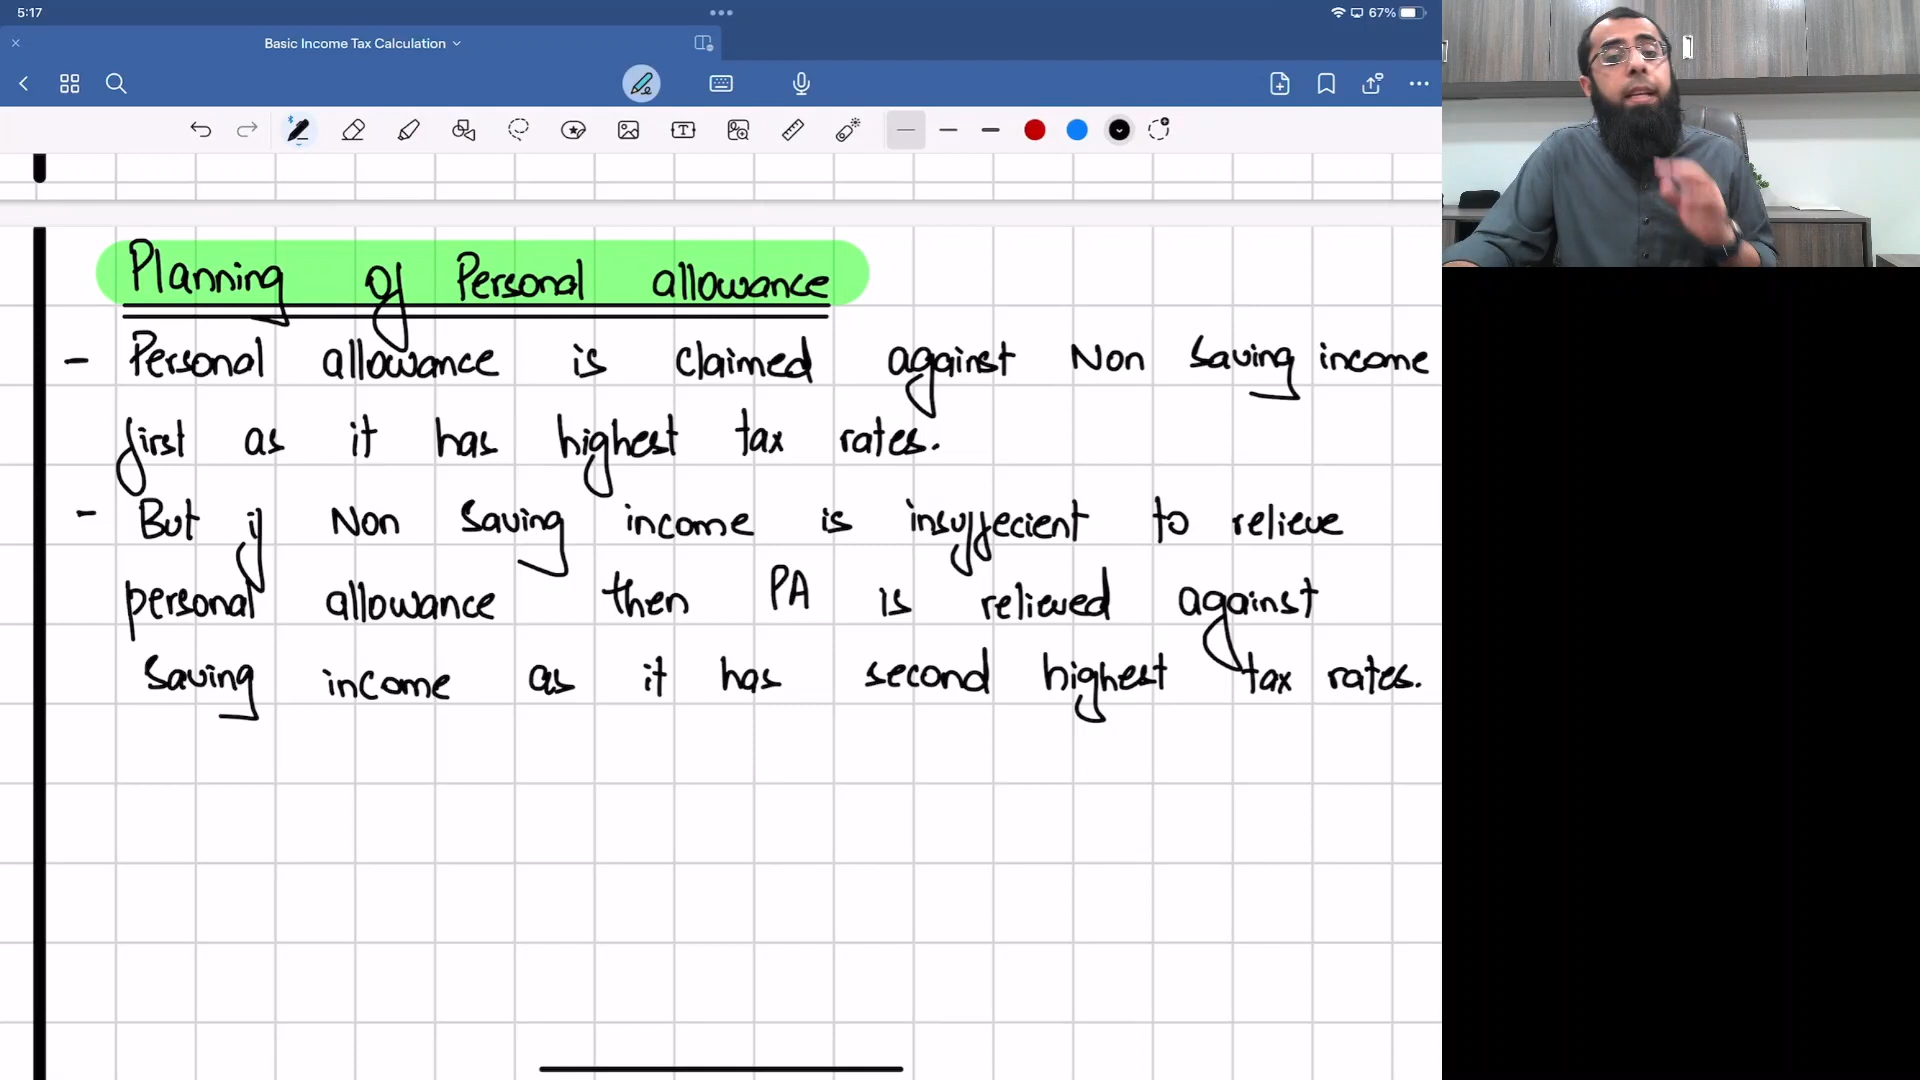 5:17
67%
Basic Income Tax Calculation
Planning of Personal allowance
- Personal allowance is claimed against Non Saving income
first as it has highest tax rates.
- But if Non Saving income is insuffecient to relieve
personal allowance then PA is relieved against
Saving income as it has second highest tax rates.